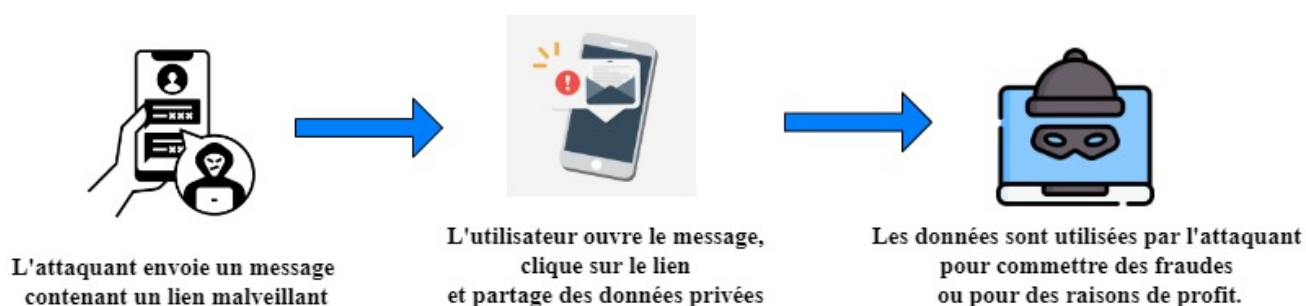 L'attaquant envoie un message
contenant un lien malveillant
L'utilisateur ouvre le message,
clique sur le lien
et partage des données privées
Les données sont utilisées par l'attaquant
pour commettre des fraudes
ou pour des raisons de profit.